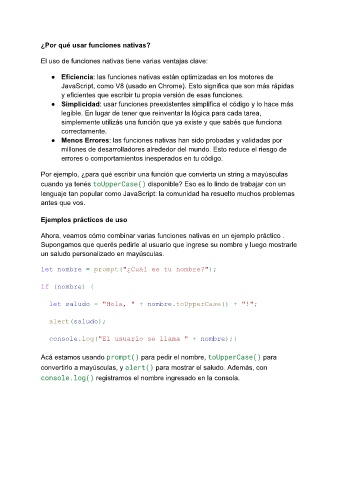 ¿Por qué usar funciones nativas?
El uso de funciones nativas tiene varias ventajas clave:
● Eficiencia: las funciones nativas están optimizadas en los motores de
JavaScript, como V8 (usado en Chrome). Esto significa que son más rápidas
y eficientes que escribir tu propia versión de esas funciones.
● Simplicidad: usar funciones preexistentes simplifica el código y lo hace más
legible. En lugar de tener que reinventar la lógica para cada tarea,
simplemente utilizás una función que ya existe y que sabés que funciona
correctamente.
● Menos Errores: las funciones nativas han sido probadas y validadas por
millones de desarrolladores alrededor del mundo. Esto reduce el riesgo de
errores o comportamientos inesperados en tu código.
Por ejemplo, ¿para qué escribir una función que convierta un string a mayúsculas
cuando ya tenés toUpperCase() disponible? Eso es lo lindo de trabajar con un
lenguaje tan popular como JavaScript: la comunidad ha resuelto muchos problemas
antes que vos.
Ejemplos prácticos de uso
Ahora, veamos cómo combinar varias funciones nativas en un ejemplo práctico .
Supongamos que querés pedirle al usuario que ingrese su nombre y luego mostrarle
un saludo personalizado en mayúsculas.
let nombre = prompt("¿Cuál es tu nombre?");
if (nombre) {
let saludo = "Hola, " + nombre.toUpperCase() + "!";
alert(saludo);
console.log("El usuario se llama " + nombre);}
Acá estamos usando prompt() para pedir el nombre, toUpperCase() para
convertirlo a mayúsculas, y alert() para mostrar el saludo. Además, con
console.log() registramos el nombre ingresado en la consola.